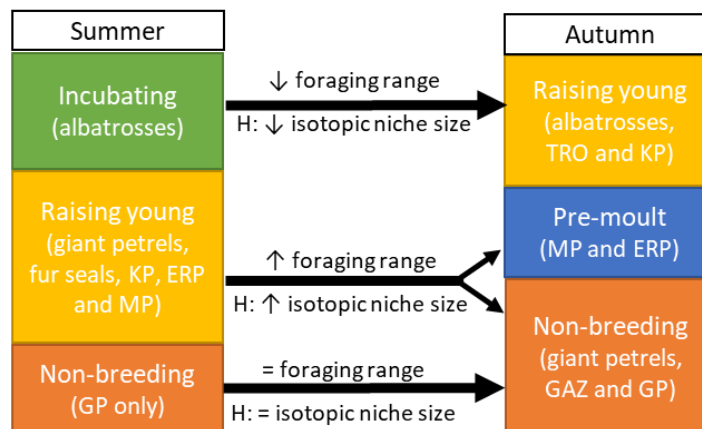 Summer
Autumn
Incubating
(albatrosses)
↓ foraging range
H: ↓ isotopic niche size
Raising young
(albatrosses,
TRO and KP)
Raising young
(giant petrels,
fur seals, KP, ERP
and MP)
↑ foraging range
H: ↑ isotopic niche size
Pre-moult
(MP and ERP)
Non-breeding
(giant petrels,
GAZ and GP)
Non-breeding
(GP only)
= foraging range
H: = isotopic niche size